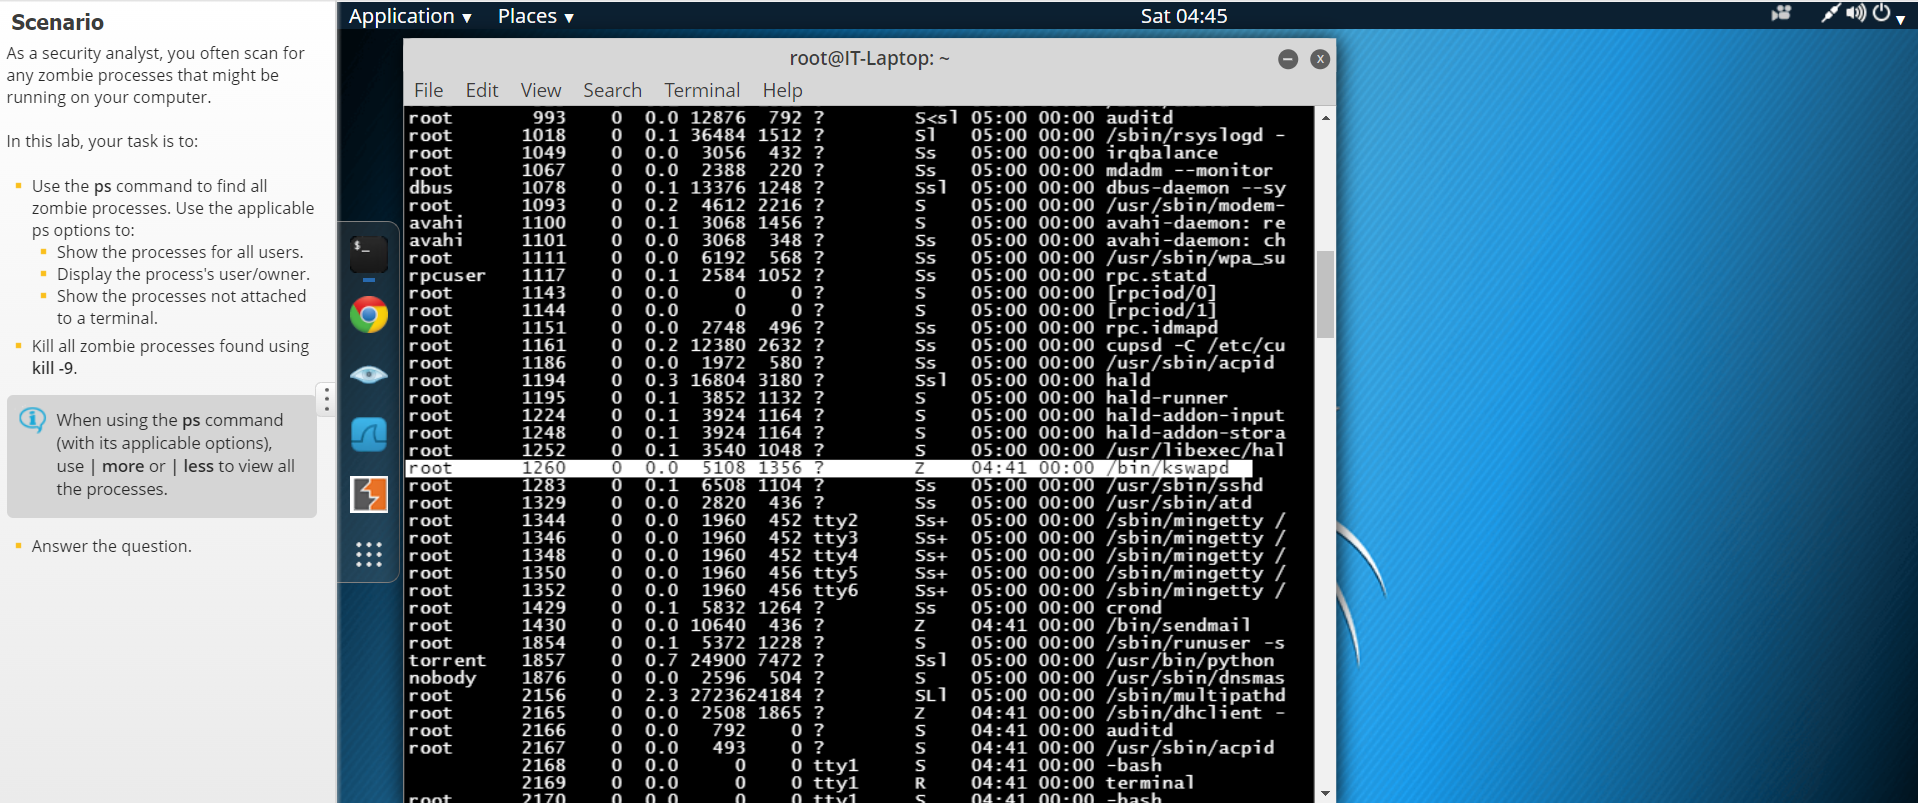 Scenario
As a security analyst, you often scan for
any zombie processes that might be
running on your computer.
In this lab, your task is to:
Use the ps command to find all
zombie processes. Use the applicable
ps options to:
Show the processes for all users.
Display the process's user/owner.
Show the processes not attached
to a terminal.
Kill all zombie processes found using
kill -9.
When using the ps command
(with its applicable options),
use | more or | less to view all
the processes.
Answer the question.
Application ▾ Places ▾ Sat 04:45
root@IT-Laptop: ~
File Edit View Search Terminal Help
root 993 0 0.0 12876 792 ? S<sl 05:00 00:00 auditd
root 1018 0 0.1 36484 1512 ? Sl 05:00 00:00 /sbin/rsyslogd -
root 1049 0 0.0 3056 432 ? Ss 05:00 00:00 irqbalance
root 1067 0 0.0 2388 220 ? Ss 05:00 00:00 mdadm --monitor
dbus 1078 0 0.1 13376 1248 ? Ssl 05:00 00:00 dbus-daemon --sy
root 1093 0 0.2 4612 2216 ? S 05:00 00:00 /usr/sbin/modem-
avahi 1100 0 0.1 3068 1456 ? S 05:00 00:00 avahi-daemon: re
avahi 1101 0 0.0 3068 348 ? Ss 05:00 00:00 avahi-daemon: ch
root 1111 0 0.0 6192 568 ? Ss 05:00 00:00 /usr/sbin/wpa_su
rpcuser 1117 0 0.1 2584 1052 ? Ss 05:00 00:00 rpc.statd
root 1143 0 0.0 0 0 ? S 05:00 00:00 [rpciod/0]
root 1144 0 0.0 0 0 ? S 05:00 00:00 [rpciod/1]
root 1151 0 0.0 2748 496 ? Ss 05:00 00:00 rpc.idmapd
root 1161 0 0.2 12380 2632 ? Ss 05:00 00:00 cupsd -C /etc/cu
root 1186 0 0.0 1972 580 ? Ss 05:00 00:00 /usr/sbin/acpid
root 1194 0 0.3 16804 3180 ? Ssl 05:00 00:00 hald
root 1195 0 0.1 3852 1132 ? S 05:00 00:00 hald-runner
root 1224 0 0.1 3924 1164 ? S 05:00 00:00 hald-addon-input
root 1248 0 0.1 3924 1164 ? S 05:00 00:00 hald-addon-stora
root 1252 0 0.1 3540 1048 ? S 05:00 00:00 /usr/libexec/hal
root 1260 0 0.0 5108 1356 ? Z 04:41 00:00 /bin/kswapd
root 1283 0 0.1 6508 1104 ? Ss 05:00 00:00 /usr/sbin/sshd
root 1329 0 0.0 2820 436 ? Ss 05:00 00:00 /usr/sbin/atd
root 1344 0 0.0 1960 452 tty2 Ss+ 05:00 00:00 /sbin/mingetty /
root 1346 0 0.0 1960 452 tty3 Ss+ 05:00 00:00 /sbin/mingetty /
root 1348 0 0.0 1960 452 tty4 Ss+ 05:00 00:00 /sbin/mingetty /
root 1350 0 0.0 1960 456 tty5 Ss+ 05:00 00:00 /sbin/mingetty /
root 1352 0 0.0 1960 456 tty6 Ss+ 05:00 00:00 /sbin/mingetty /
root 1429 0 0.1 5832 1264 ? Ss 05:00 00:00 crond
root 1430 0 0.0 10640 436 ? Z 04:41 00:00 /bin/sendmail
root 1854 0 0.1 5372 1228 ? S 05:00 00:00 /sbin/runuser -s
torrent 1857 0 0.7 24900 7472 ? Ssl 05:00 00:00 /usr/bin/python
nobody 1876 0 0.0 2596 504 ? S 05:00 00:00 /usr/sbin/dnsmas
root 2156 0 2.3 2723624184 ? SLl 05:00 00:00 /sbin/multipathd
root 2165 0 0.0 2508 1865 ? Z 04:41 00:00 /sbin/dhclient -
root 2166 0 0.0 792 0 ? S 04:41 00:00 auditd
root 2167 0 0.0 493 0 ? S 04:41 00:00 /usr/sbin/acpid
2168 0 0.0 0 0 tty1 S 04:41 00:00 -bash
2169 0 0.0 0 0 tty1 R 04:41 00:00 terminal
root 2170 0 0.0 0 0 tty1 S 04:41 00:00 -bash